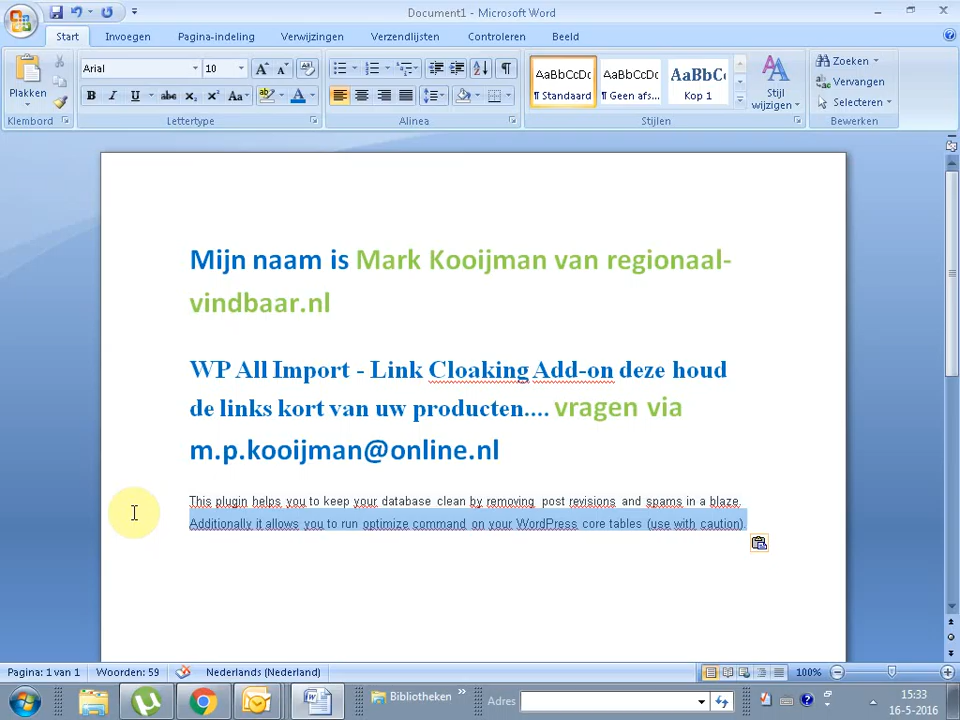 Document1 - Microsoft Word
Start Invoegen Pagina-indeling Verwijzingen Verzendlijsten Controleren Beeld
Plakken
Klembord
Arial 10
Lettertype
Alinea
AaBbCcDc AaBbCcDc AaBbC
¶ Standaard ¶ Geen afs... Kop 1
Stijl wijzigen
Stijlen
Zoeken
Vervangen
Selecteren
Bewerken
Mijn naam is Mark Kooijman van regionaal-
vindbaar.nl
WP All Import - Link Cloaking Add-on deze houd
de links kort van uw producten.... vragen via
m.p.kooijman@online.nl
This plugin helps you to keep your database clean by removing post revisions and spams in a blaze.
Additionally it allows you to run optimize command on your WordPress core tables (use with caution).
Pagina: 1 van 1 Woorden: 59 Nederlands (Nederland) 100%
Bibliotheken Adres 15:33
16-5-2016